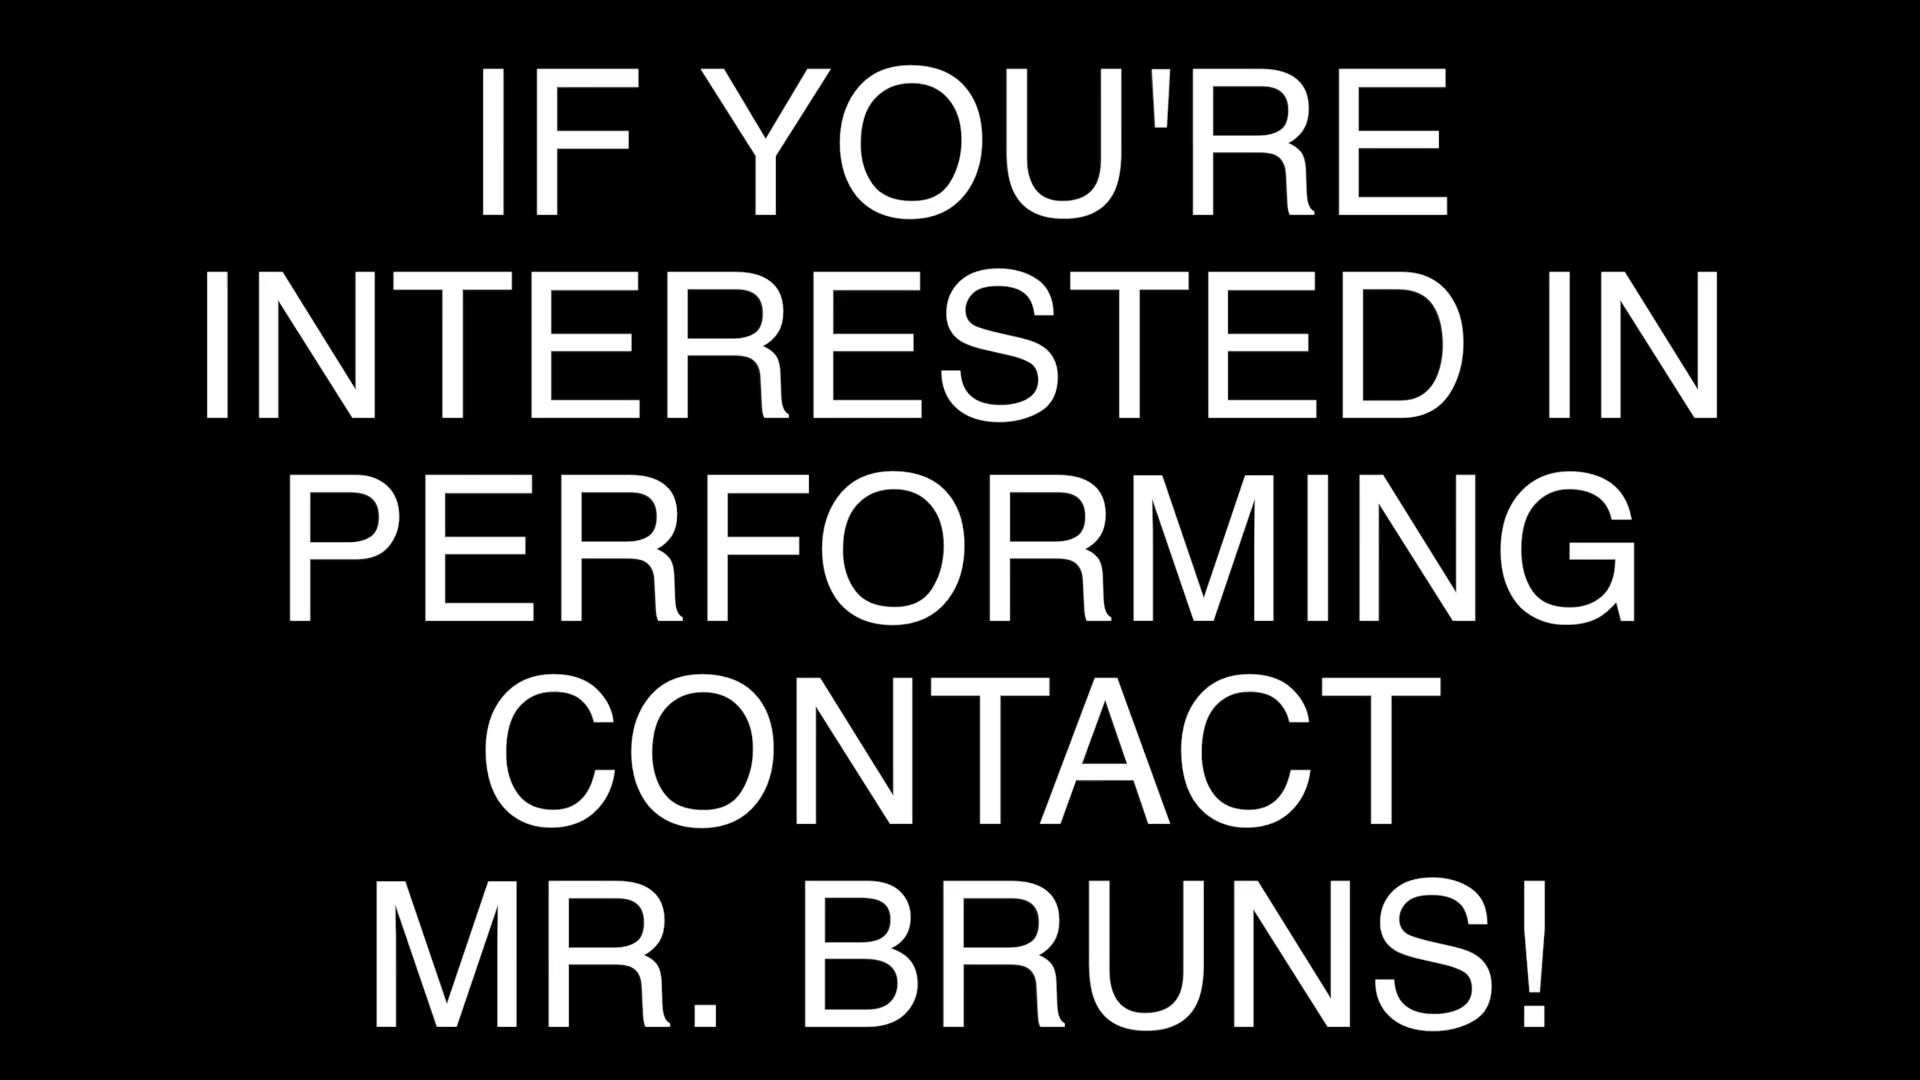 IF YOU'RE
INTERESTED IN
PERFORMING
CONTACT
MR. BRUNS!